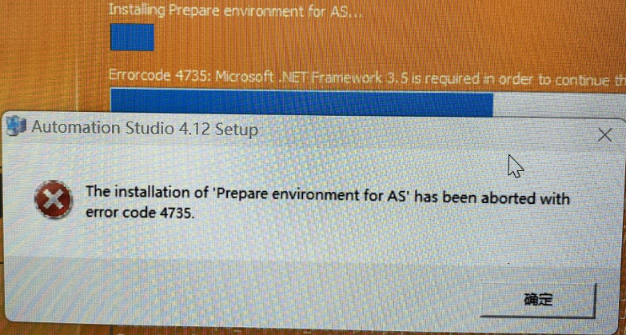 Installing Prepare environment for AS...
Errorcode 4735: Microsoft .NET Framework 3.5 is required in order to continue
Automation Studio 4.12 Setup
The installation of 'Prepare environment for AS' has been aborted with
error code 4735.
确定